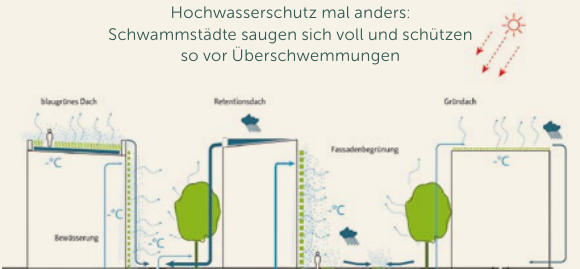 Hochwasserschutz mal anders:
Schwammstädte saugen sich voll und schützen
so vor Überschwemmungen
blaugrünes Dach
Retentionsdach
Gründach
Fassadenbegrünung
-°C
-°C
-°C
-°C
-°C
Bewässerung